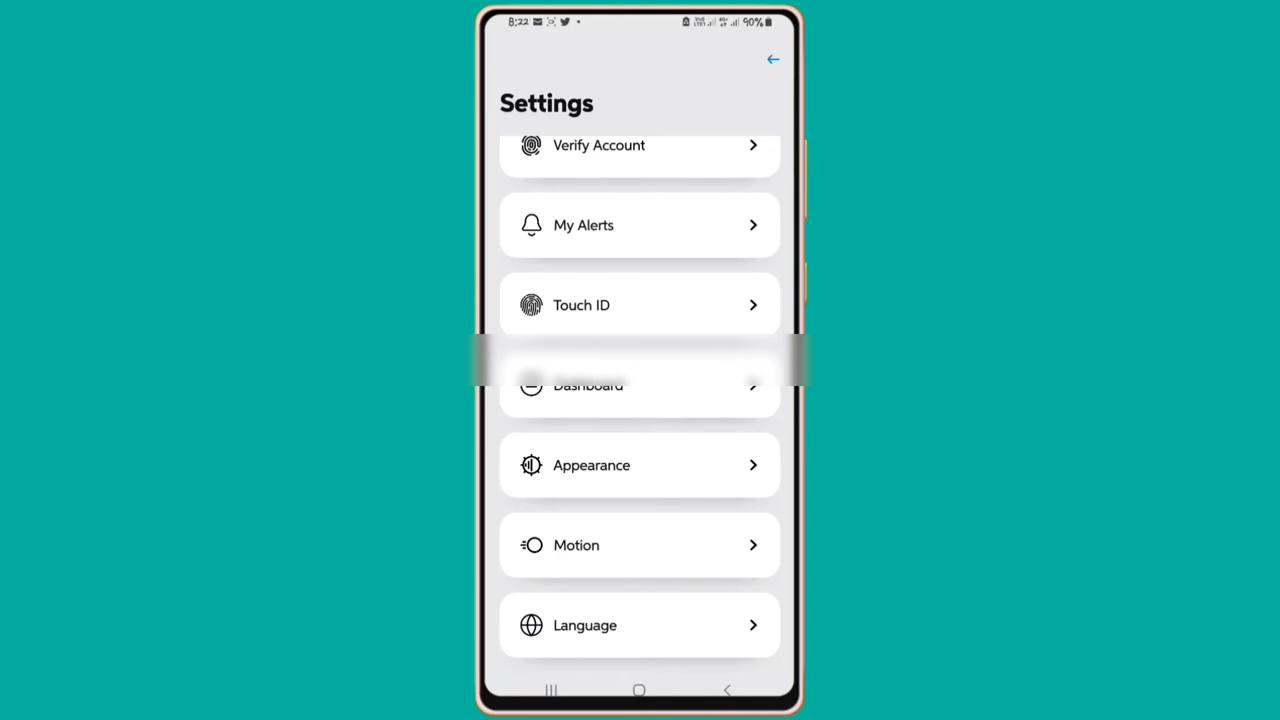 8:22 90%
Settings
Verify Account
My Alerts
Touch ID
Dashboard
Appearance
Motion
Language